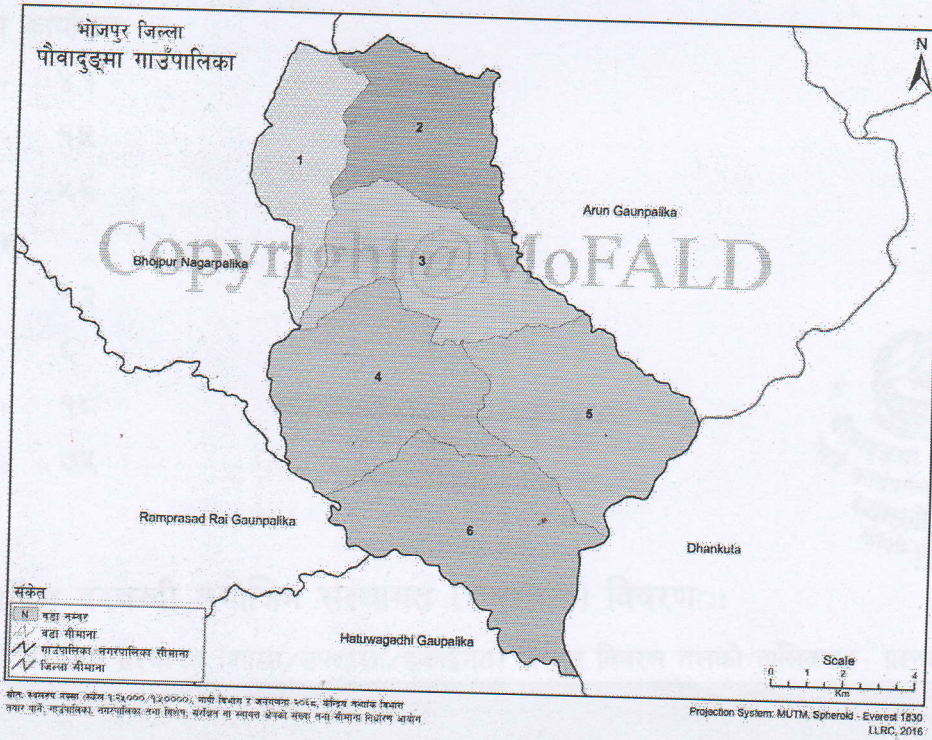 भोजपुर जिल्ला
पौवादुङमा गाउँपालिका
N
2
1
Arun Gaunpalika
Copyright@MoFALD
Bhojpur Nagarpalika
3
4
5
Ramprasad Rai Gaunpalika
6
Dhankuta
Hatuwagadhi Gaupalika
संकेत
N वडा नम्बर
वडा सीमाना
गाउँपालिका, नगरपालिका सीमाना
जिल्ला सीमाना
Scale
0 1 2 4
Km
Projection System: MUTM, Spheroid - Everest 1830
LLRC, 2016